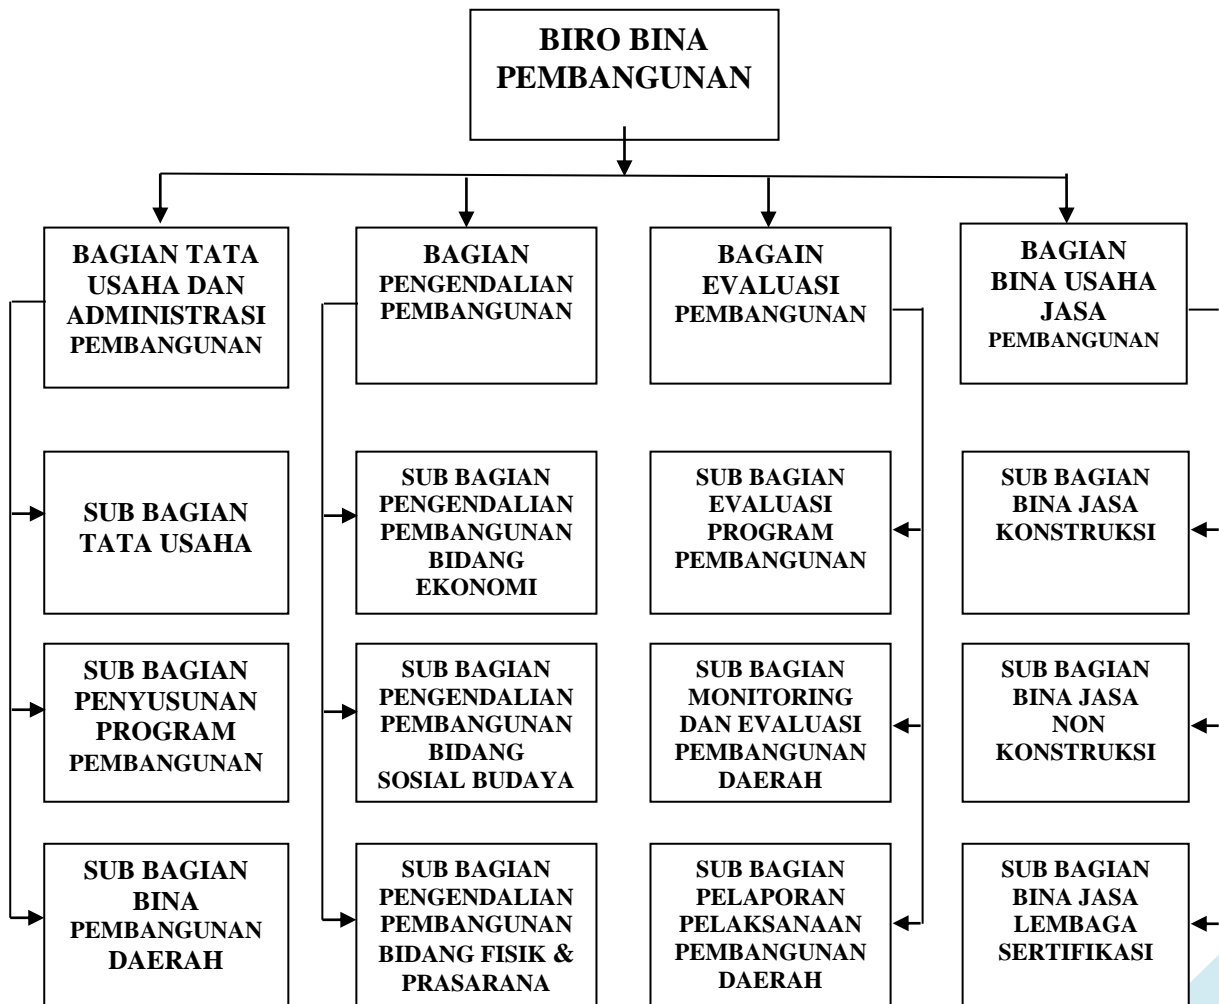 BIRO BINA
PEMBANGUNAN
BAGIAN TATA
USAHA DAN
ADMINISTRASI
PEMBANGUNAN
BAGIAN
PENGENDALIAN
PEMBANGUNAN
BAGAIN
EVALUASI
PEMBANGUNAN
BAGIAN
BINA USAHA
JASA
PEMBANGUNAN
SUB BAGIAN
TATA USAHA
SUB BAGIAN
PENGENDALIAN
PEMBANGUNAN
BIDANG
EKONOMI
SUB BAGIAN
EVALUASI
PROGRAM
PEMBANGUNAN
SUB BAGIAN
BINA JASA
KONSTRUKSI
SUB BAGIAN
PENYUSUNAN
PROGRAM
PEMBANGUNAN
SUB BAGIAN
PENGENDALIAN
PEMBANGUNAN
BIDANG
SOSIAL BUDAYA
SUB BAGIAN
MONITORING
DAN EVALUASI
PEMBANGUNAN
DAERAH
SUB BAGIAN
BINA JASA
NON
KONSTRUKSI
SUB BAGIAN
BINA
PEMBANGUNAN
DAERAH
SUB BAGIAN
PENGENDALIAN
PEMBANGUNAN
BIDANG FISIK &
PRASARANA
SUB BAGIAN
PELAPORAN
PELAKSANAAN
PEMBANGUNAN
DAERAH
SUB BAGIAN
BINA JASA
LEMBAGA
SERTIFIKASI